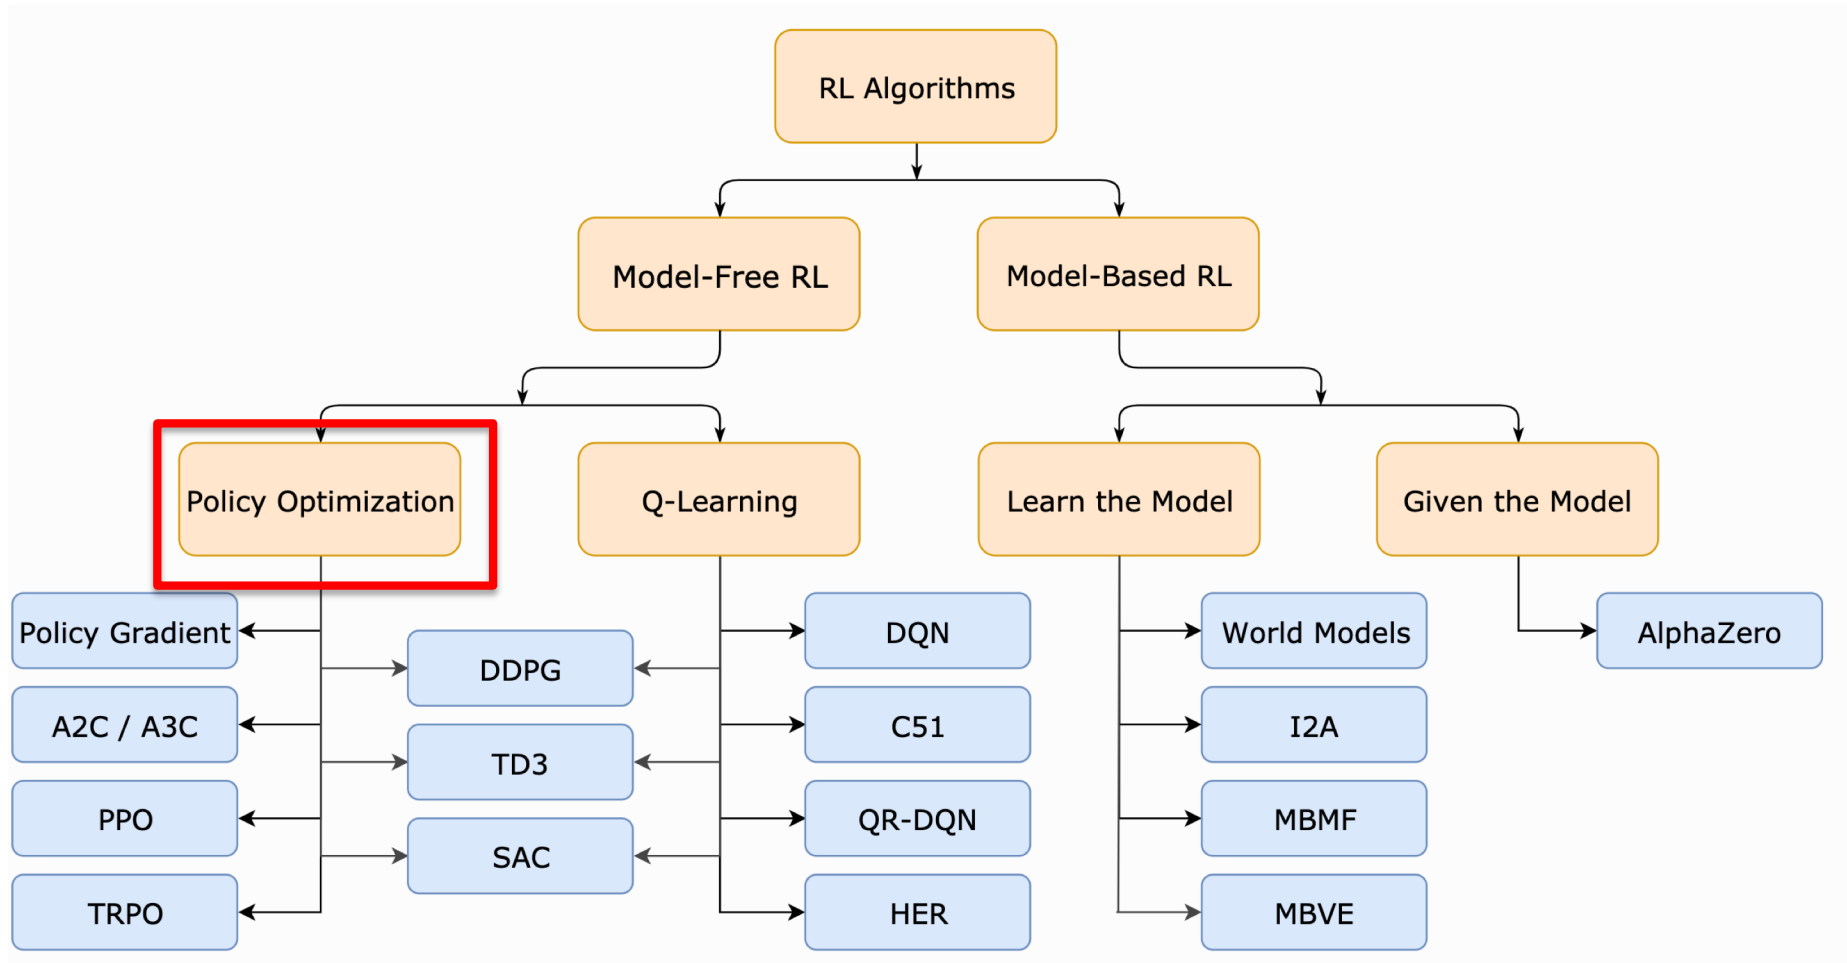 RL Algorithms
Model-Free RL
Model-Based RL
Policy Optimization
Q-Learning
Learn the Model
Given the Model
Policy Gradient
DDPG
DQN
World Models
AlphaZero
A2C / A3C
TD3
C51
I2A
PPO
SAC
QR-DQN
MBMF
TRPO
HER
MBVE